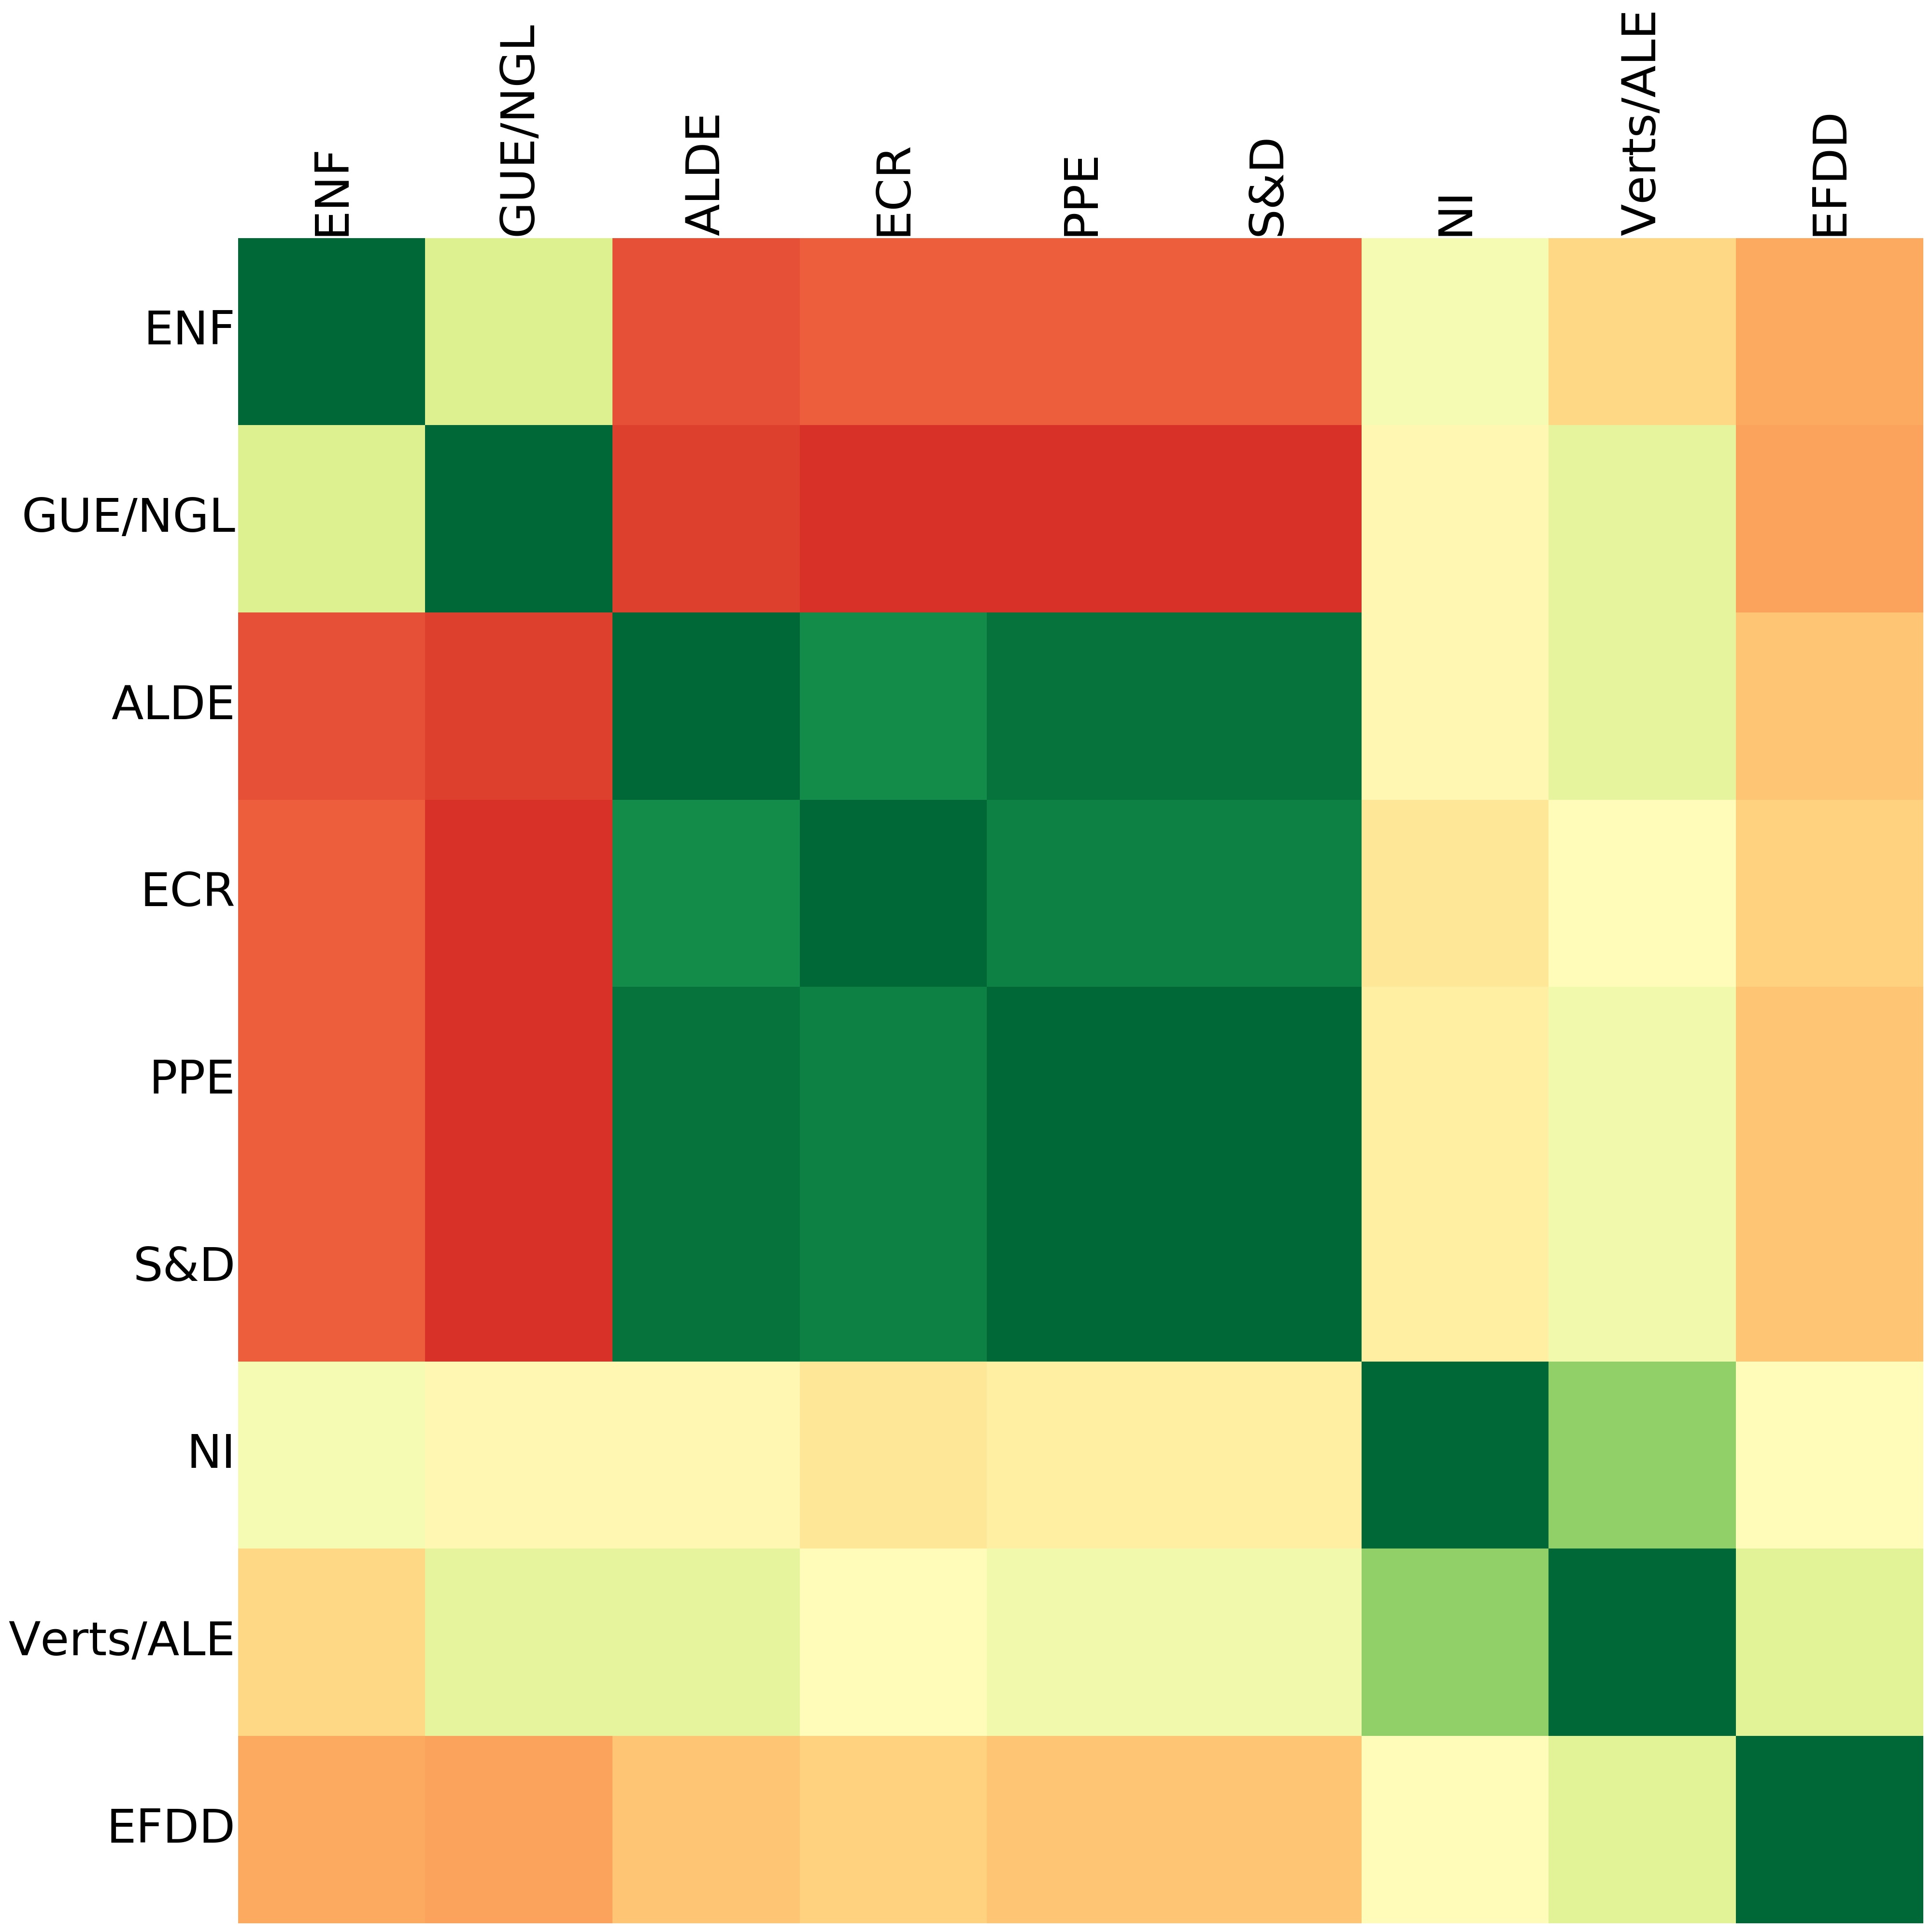 ENF
GUE/NGL
ALDE
ECR
PPE
S&D
NI
Verts/ALE
EFDD
ENF
GUE/NGL
ALDE
ECR
PPE
S&D
NI
Verts/ALE
EFDD